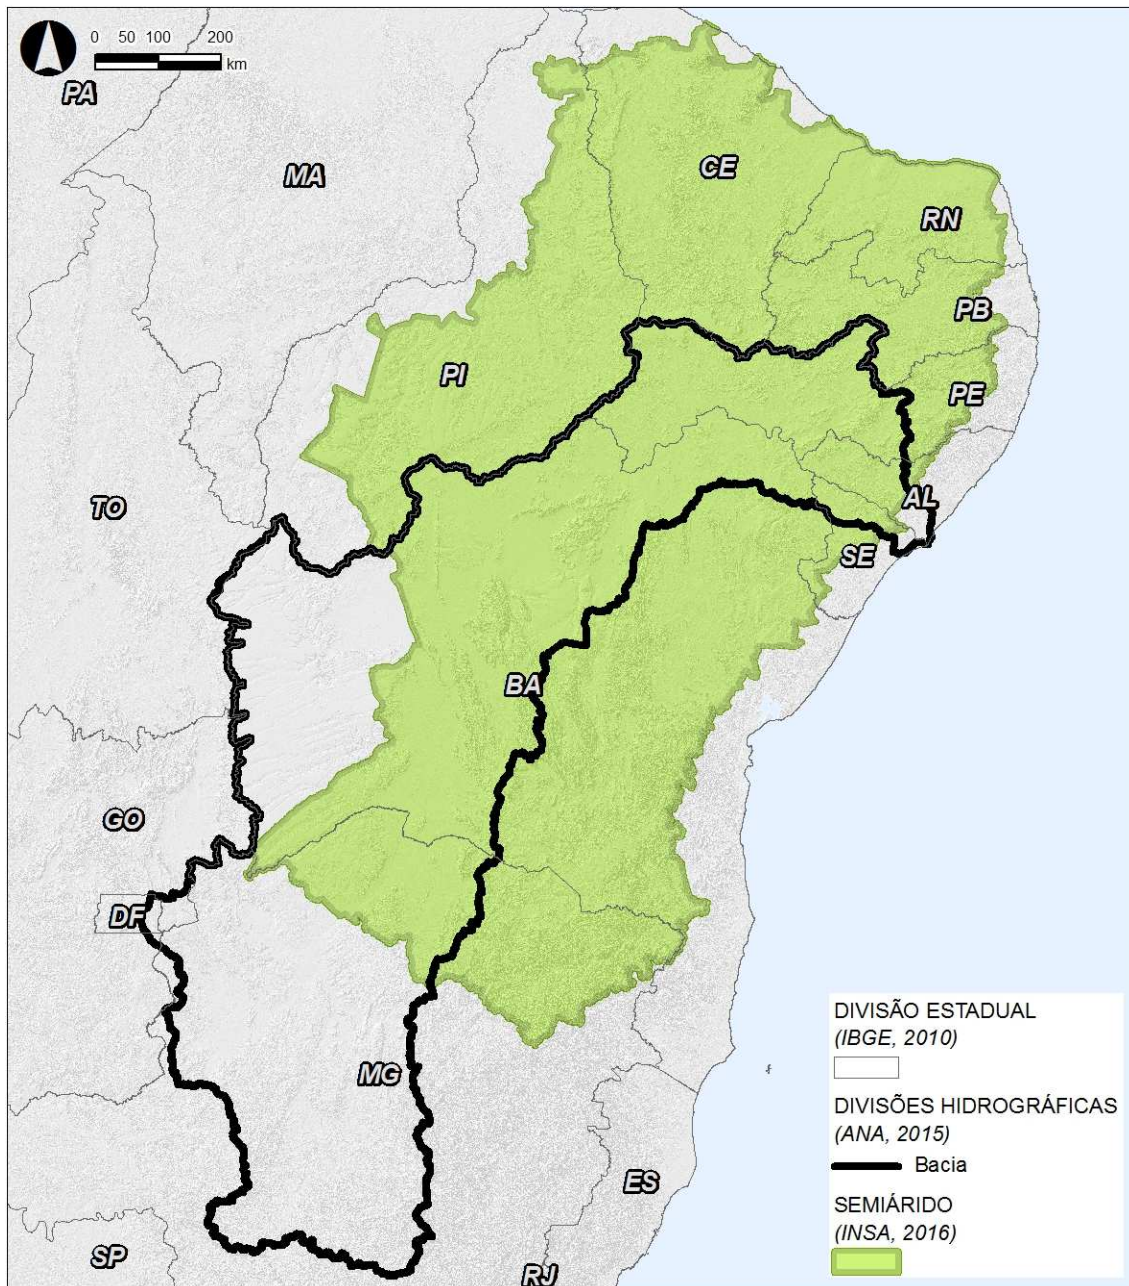 0 50 100 200
km
PA
MA
CE
RN
PB
PI
PE
TO
AL
SE
BA
GO
DF
MG
ES
SP
RJ
DIVISÃO ESTADUAL
(IBGE, 2010)
DIVISÕES HIDROGRÁFICAS
(ANA, 2015)
Bacia
SEMIÁRIDO
(INSA, 2016)